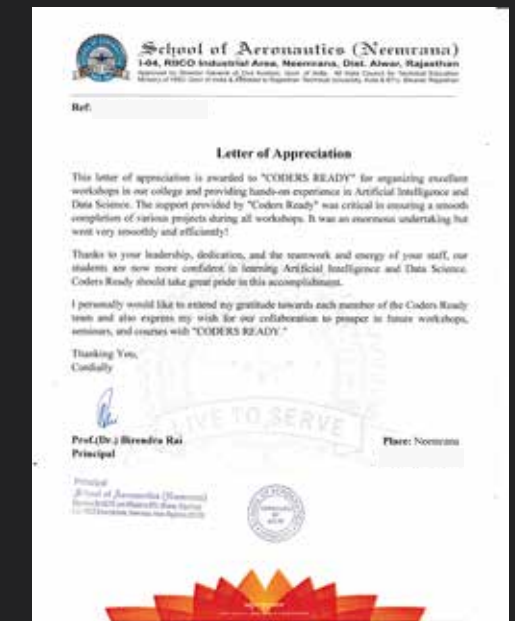 School of Aeronautics (Neemrana)
I-04, RIICO Industrial Area, Neemrana, Dist. Alwar, Rajasthan
Ref:
Letter of Appreciation
This letter of appreciation is awarded to "CODERS READY" for organizing excellent
workshops in our college and providing hands-on experience in Artificial Intelligence and
Data Science. The support provided by "Coders Ready" was critical in ensuring a smooth
completion of various projects during all workshops. It was an enormous undertaking but
went very smoothly and efficiently!
Thanks to your leadership, dedication, and the teamwork and energy of your staff, our
students are now more confident in learning Artificial Intelligence and Data Science.
Coders Ready should take great pride in this accomplishment.
I personally would like to extend my gratitude towards each member of the Coders Ready
team and also express my wish for our collaboration to prosper in future workshops,
seminars, and courses with "CODERS READY."
Thanking You,
Cordially
LIVE TO SERVE
Prof.(Dr.) Birendra Rai
Place: Neemrana
Principal
Principal
School of Aeronautics (Neemrana)